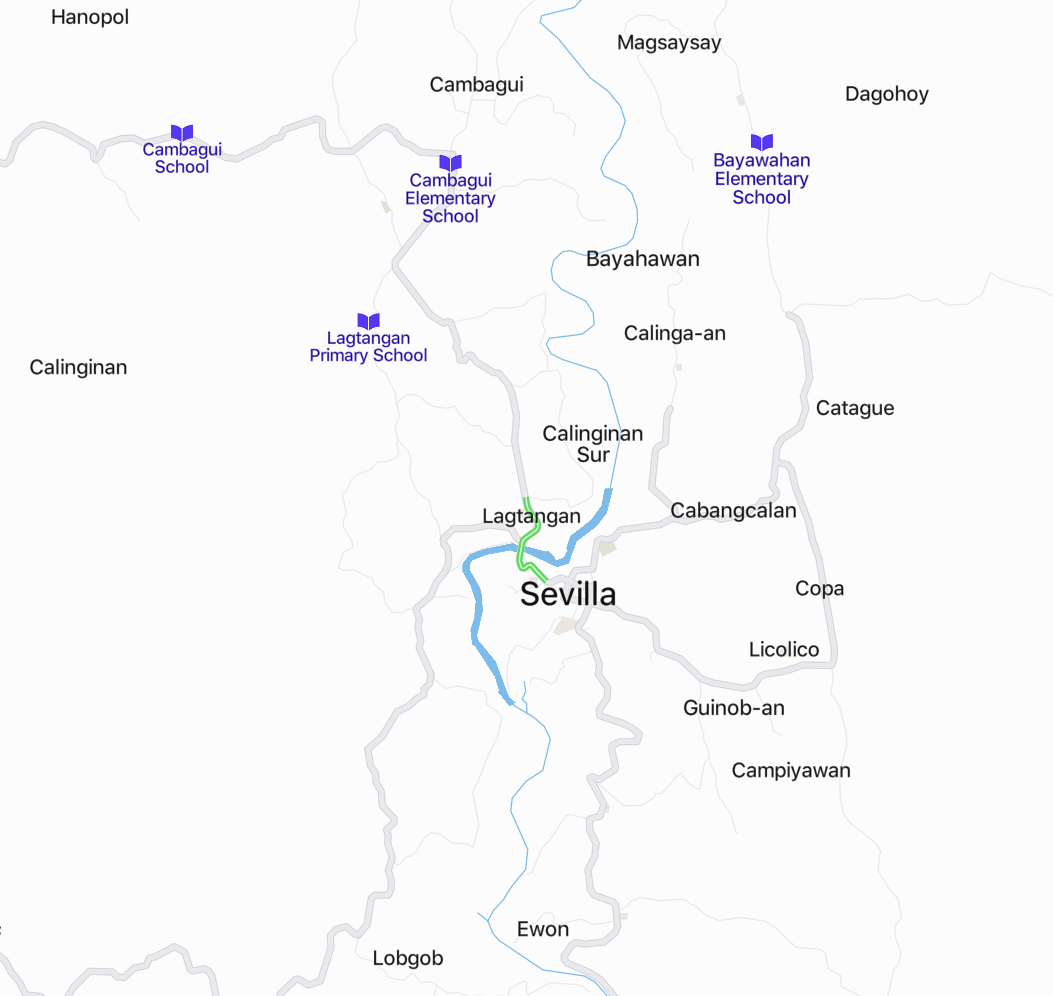 Hanopol
Magsaysay
Cambagui
Dagohoy
Cambagui
School
Bayawahan
Elementary
School
Cambagui
Elementary
School
Bayahawan
Lagtangan
Primary School
Calinga-an
Calinginan
Catague
Calinginan
Sur
Lagtangan
Cabangcalan
Sevilla
Copa
Licolico
Guinob-an
Campiyawan
Ewon
Lobgob